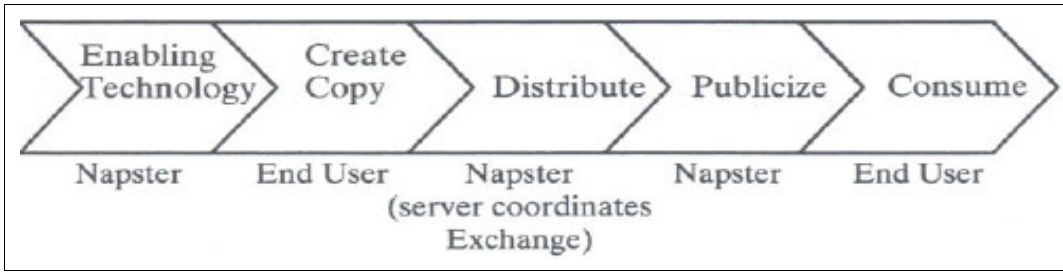 Enabling
Technology
Create
Copy
Distribute
Publicize
Consume
Napster
End User
Napster
(server coordinates
Exchange)
Napster
End User